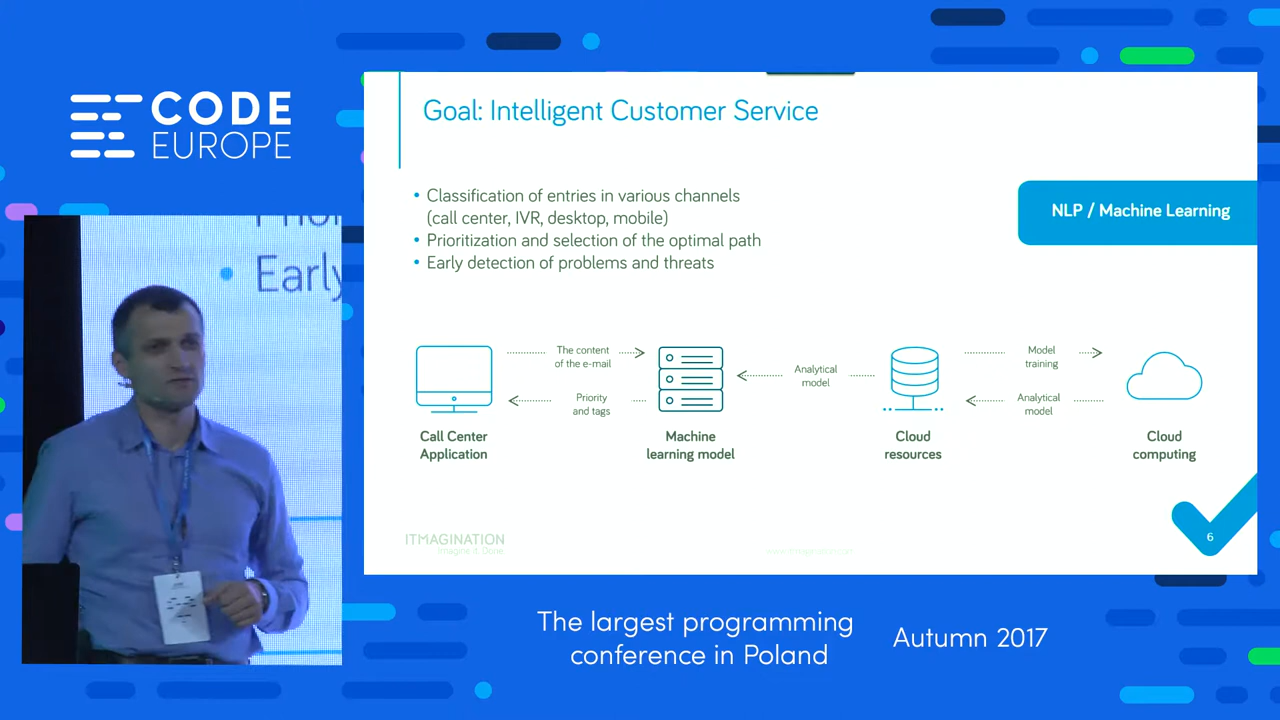 CODE
EUROPE
Early
Goal: Intelligent Customer Service
• Classification of entries in various channels
(call center, IVR, desktop, mobile)
• Prioritization and selection of the optimal path
• Early detection of problems and threats
NLP / Machine Learning
The content
of the e-mail
Priority
and tags
Analytical
model
Model
training
Analytical
model
Call Center
Application
Machine
learning model
Cloud
resources
Cloud
computing
ITMAGINATION
Imagine it. Done.
www.itmagination.com
6
The largest programming
conference in Poland
Autumn 2017